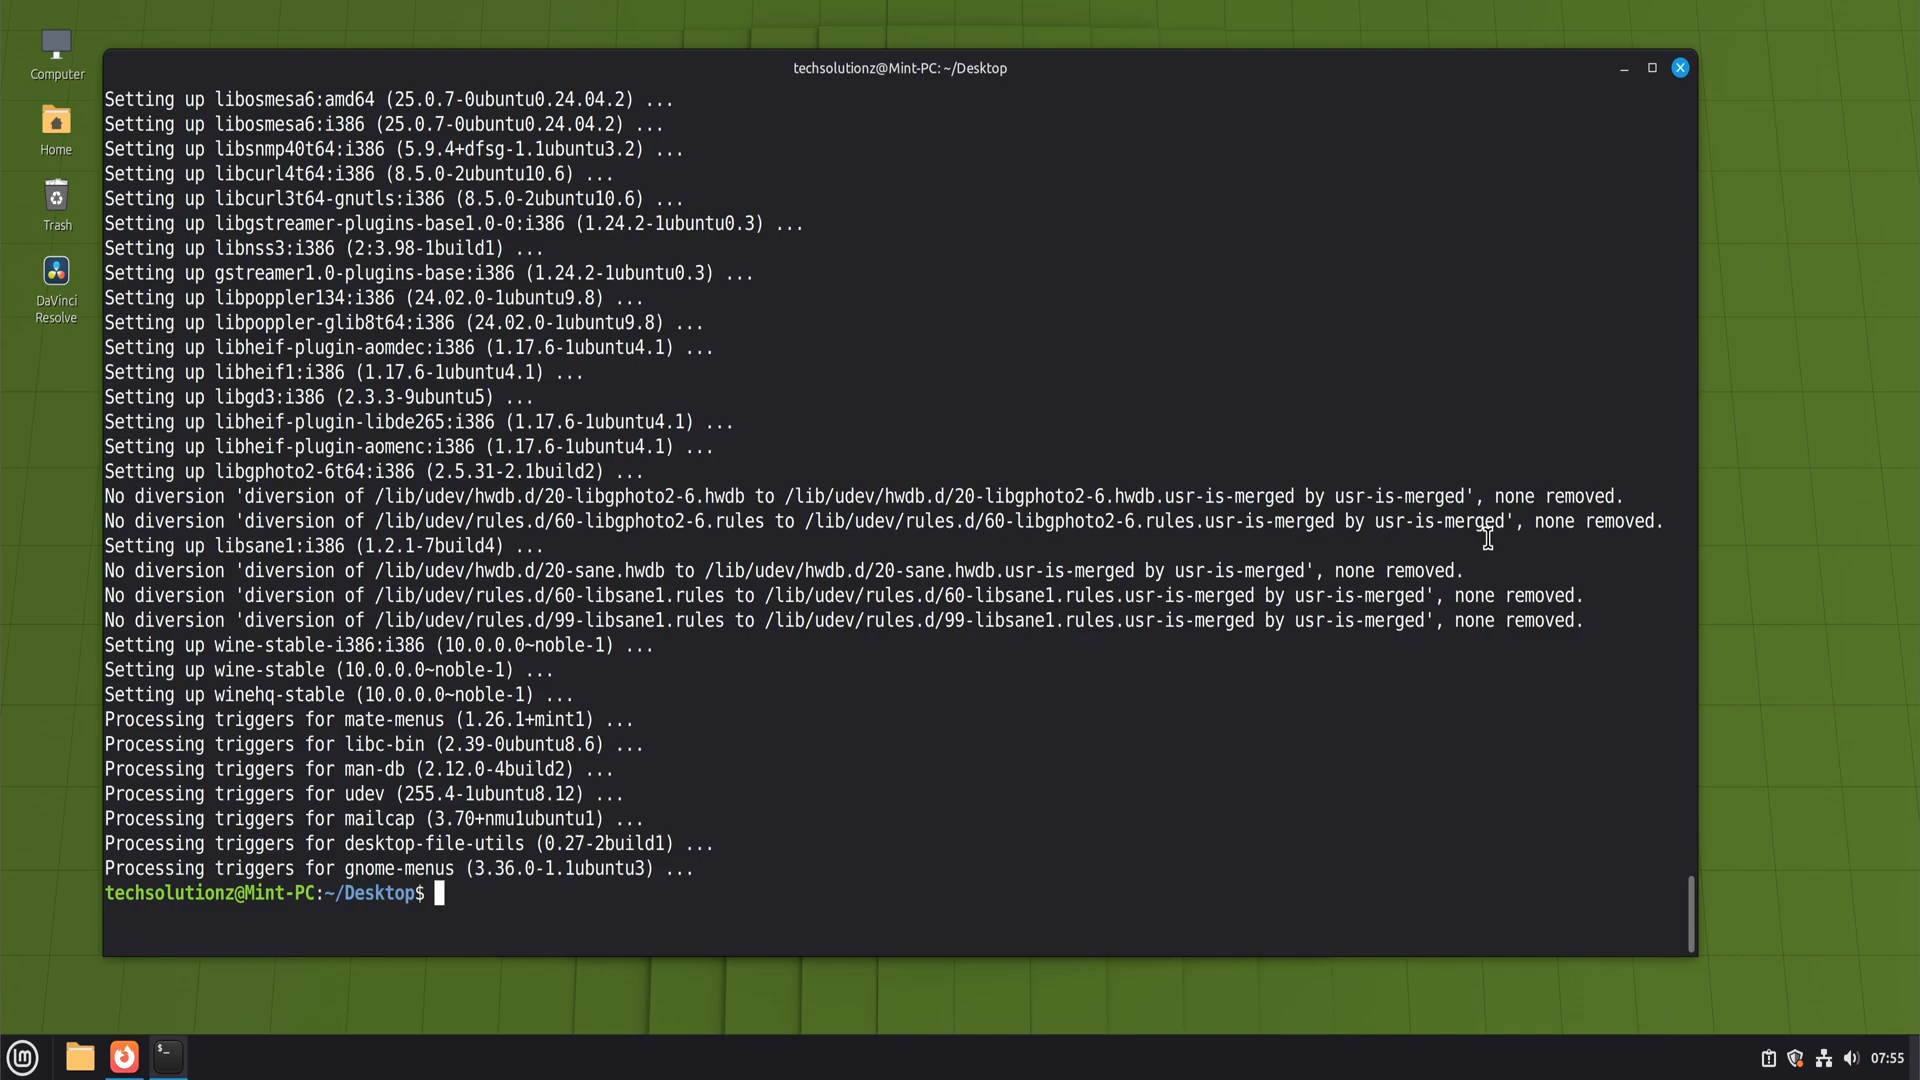 Computer
Home
Trash
DaVinci
Resolve
techsolutionz@Mint-PC: ~/Desktop
Setting up libosmesa6:amd64 (25.0.7-0ubuntu0.24.04.2) ...
Setting up libosmesa6:i386 (25.0.7-0ubuntu0.24.04.2) ...
Setting up libsnmp40t64:i386 (5.9.4+dfsg-1.1ubuntu3.2) ...
Setting up libcurl4t64:i386 (8.5.0-2ubuntu10.6) ...
Setting up libcurl3t64-gnutls:i386 (8.5.0-2ubuntu10.6) ...
Setting up libgstreamer-plugins-base1.0-0:i386 (1.24.2-1ubuntu0.3) ...
Setting up libnss3:i386 (2:3.98-1build1) ...
Setting up gstreamer1.0-plugins-base:i386 (1.24.2-1ubuntu0.3) ...
Setting up libpoppler134:i386 (24.02.0-1ubuntu9.8) ...
Setting up libpoppler-glib8t64:i386 (24.02.0-1ubuntu9.8) ...
Setting up libheif-plugin-aomdec:i386 (1.17.6-1ubuntu4.1) ...
Setting up libheif1:i386 (1.17.6-1ubuntu4.1) ...
Setting up libgd3:i386 (2.3.3-9ubuntu5) ...
Setting up libheif-plugin-libde265:i386 (1.17.6-1ubuntu4.1) ...
Setting up libheif-plugin-aomenc:i386 (1.17.6-1ubuntu4.1) ...
Setting up libgphoto2-6t64:i386 (2.5.31-2.1build2) ...
No diversion 'diversion of /lib/udev/hwdb.d/20-libgphoto2-6.hwdb to /lib/udev/hwdb.d/20-libgphoto2-6.hwdb.usr-is-merged by usr-is-merged', none removed.
No diversion 'diversion of /lib/udev/rules.d/60-libgphoto2-6.rules to /lib/udev/rules.d/60-libgphoto2-6.rules.usr-is-merged by usr-is-merged', none removed.
Setting up libsane1:i386 (1.2.1-7build4) ...
No diversion 'diversion of /lib/udev/hwdb.d/20-sane.hwdb to /lib/udev/hwdb.d/20-sane.hwdb.usr-is-merged by usr-is-merged', none removed.
No diversion 'diversion of /lib/udev/rules.d/60-libsane1.rules to /lib/udev/rules.d/60-libsane1.rules.usr-is-merged by usr-is-merged', none removed.
No diversion 'diversion of /lib/udev/rules.d/99-libsane1.rules to /lib/udev/rules.d/99-libsane1.rules.usr-is-merged by usr-is-merged', none removed.
Setting up wine-stable-i386:i386 (10.0.0.0~noble-1) ...
Setting up wine-stable (10.0.0.0~noble-1) ...
Setting up winehq-stable (10.0.0.0~noble-1) ...
Processing triggers for mate-menus (1.26.1+mint1) ...
Processing triggers for libc-bin (2.39-0ubuntu8.6) ...
Processing triggers for man-db (2.12.0-4build2) ...
Processing triggers for udev (255.4-1ubuntu8.12) ...
Processing triggers for mailcap (3.70+nmu1ubuntu1) ...
Processing triggers for desktop-file-utils (0.27-2build1) ...
Processing triggers for gnome-menus (3.36.0-1.1ubuntu3) ...
techsolutionz@Mint-PC:~/Desktop$
07:55